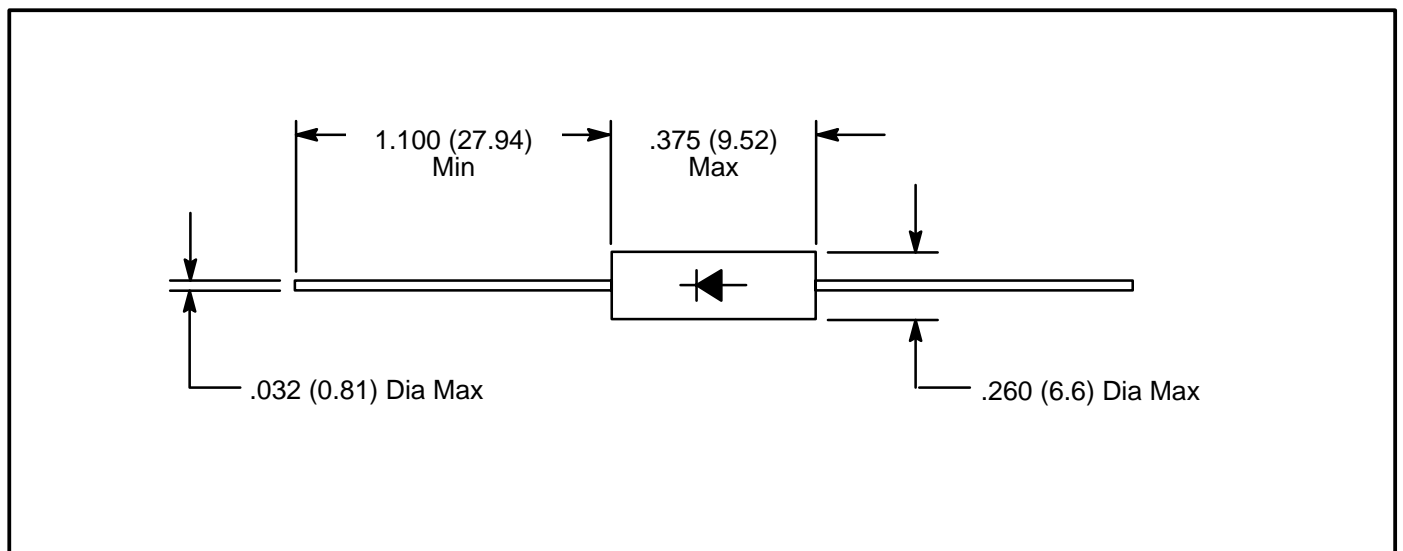 1.100 (27.94)
Min
.375 (9.52)
Max
.032 (0.81) Dia Max
.260 (6.6) Dia Max